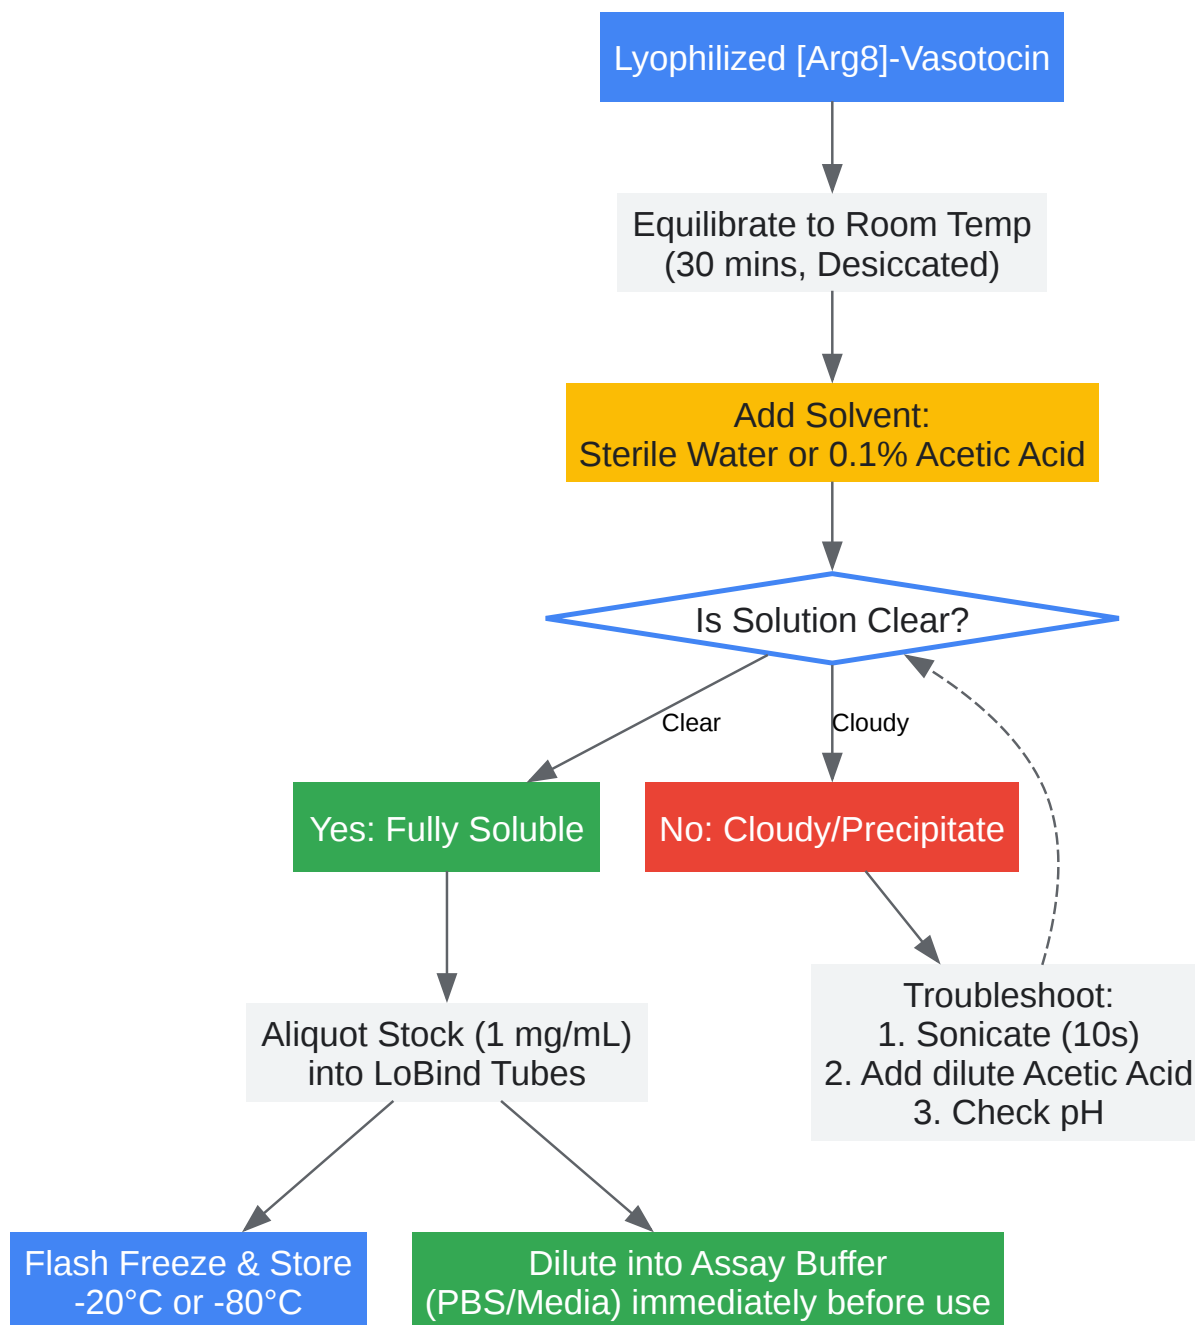 Lyophilized [Arg8]-Vasotocin
Equilibrate to Room Temp
(30 mins, Desiccated)
Add Solvent:
Sterile Water or 0.1% Acetic Acid
Is Solution Clear?
Clear
Cloudy
Yes: Fully Soluble
No: Cloudy/Precipitate
Aliquot Stock (1 mg/mL)
into LoBind Tubes
Troubleshoot:
1. Sonicate (10s)
2. Add dilute Acetic Acid
3. Check pH
Flash Freeze & Store
-20°C or -80°C
Dilute into Assay Buffer
(PBS/Media) immediately before use